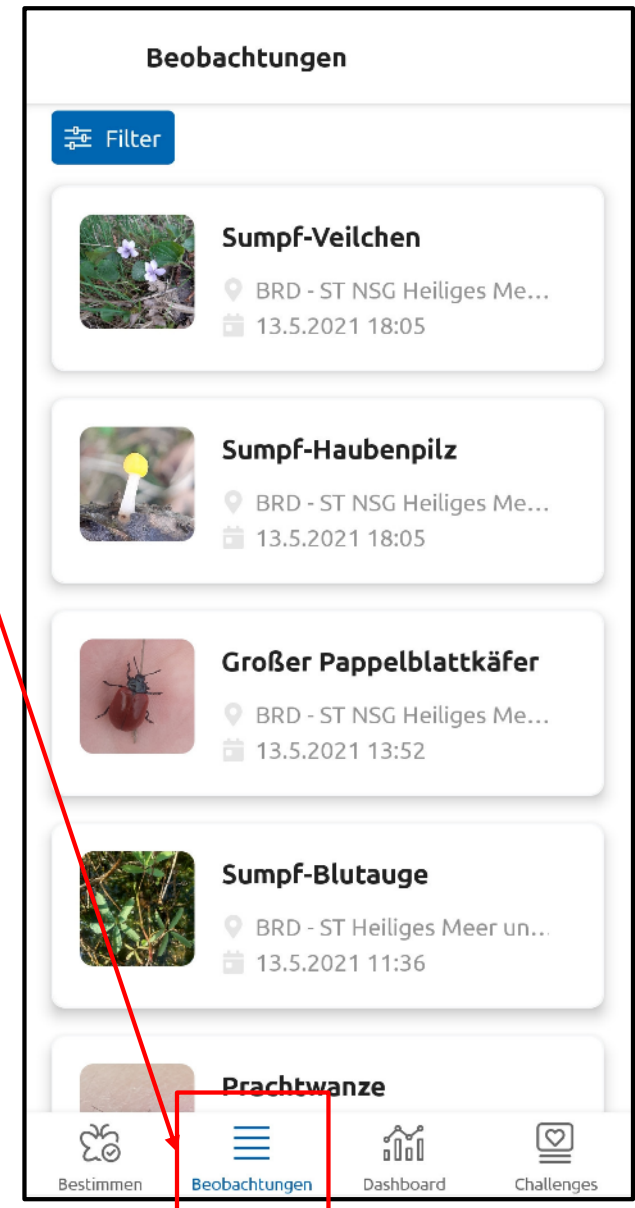 Beobachtungen
Filter
Sumpf-Veilchen
BRD - ST NSG Heiliges Me...
13.5.2021 18:05
Sumpf-Haubenpilz
BRD - ST NSG Heiliges Me...
13.5.2021 18:05
Großer Pappelblattkäfer
BRD - ST NSG Heiliges Me...
13.5.2021 13:52
Sumpf-Blutauge
BRD - ST Heiliges Meer un...
13.5.2021 11:36
Prachtwanze
Bestimmen Beobachtungen Dashboard Challenges